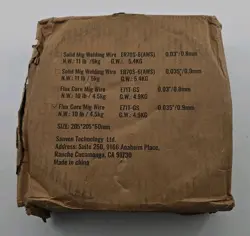 Solid Mig Welding Wire ER70S-6(AWS) 0.03"/0.8mm
N.W.: 11 lb / 5kg G.W.: 5.4KG
Solid Mig Welding Wire ER70S-6(AWS) 0.035"/0.9mm
N.W.: 11 lb / 5kg G.W.: 5.4KG
Flux Core Mig Wire E71T-GS 0.03"/0.8mm
N.W.: 10 lb / 4.5kg G.W.: 4.9KG
Flux Core Mig Wire E71T-GS 0.035"/0.9mm
N.W.: 10 lb / 4.5kg G.W.: 4.9KG
SIZE: 205*205*60mm
Technology Ltd.
Address: Suite 250, 9166 Anaheim Place,
Rancho Cucamonga, CA 91730
Made in china